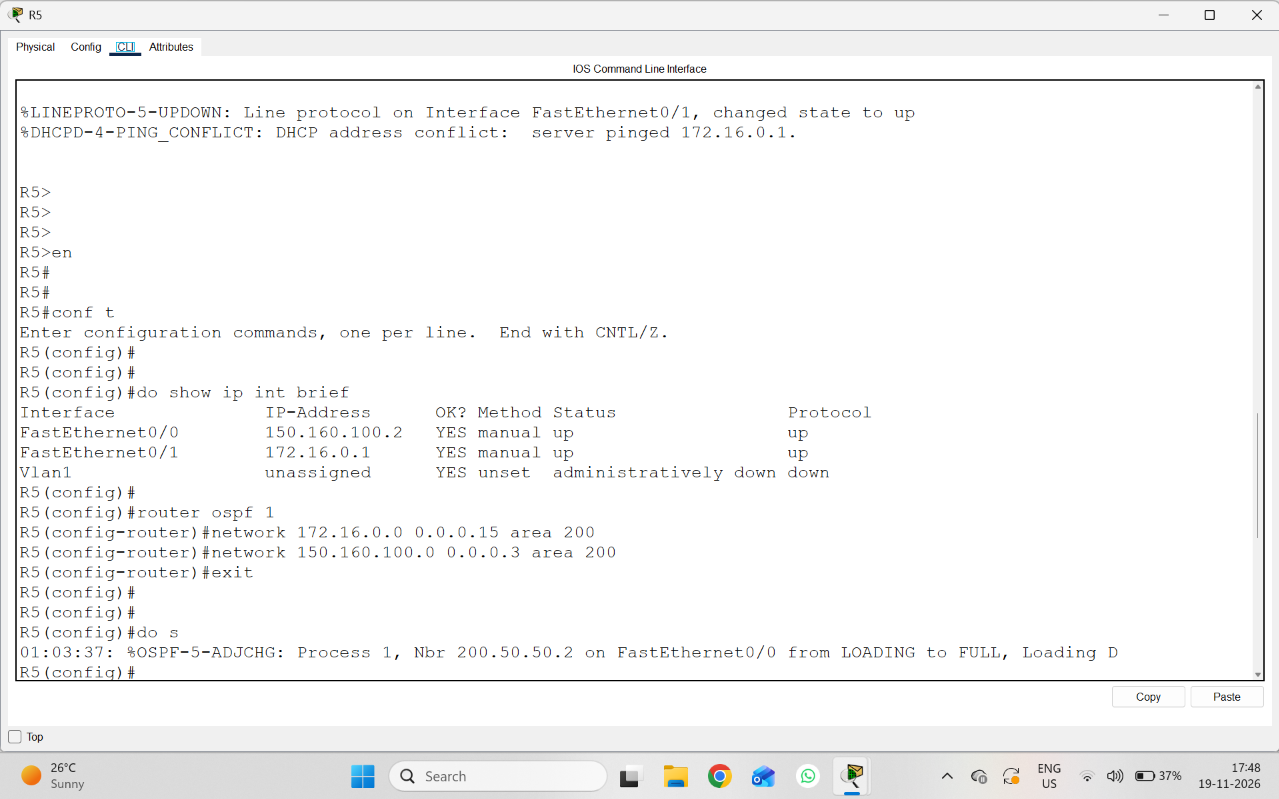 R5
Physical Config CLI Attributes
IOS Command Line Interface
%LINEPROTO-5-UPDOWN: Line protocol on Interface FastEthernet0/1, changed state to up
%DHCPD-4-PING_CONFLICT: DHCP address conflict:  server pinged 172.16.0.1.
R5>
R5>
R5>
R5>en
R5#
R5#
R5#conf t
Enter configuration commands, one per line.  End with CNTL/Z.
R5(config)#
R5(config)#
R5(config)#do show ip int brief
Interface              IP-Address      OK? Method Status                Protocol
FastEthernet0/0        150.160.100.2   YES manual up                    up
FastEthernet0/1        172.16.0.1      YES manual up                    up
Vlan1                  unassigned      YES unset  administratively down down
R5(config)#
R5(config)#router ospf 1
R5(config-router)#network 172.16.0.0 0.0.0.15 area 200
R5(config-router)#network 150.160.100.0 0.0.0.3 area 200
R5(config-router)#exit
R5(config)#
R5(config)#
R5(config)#do s
01:03:37: %OSPF-5-ADJCHG: Process 1, Nbr 200.50.50.2 on FastEthernet0/0 from LOADING to FULL, Loading D
R5(config)#
Copy Paste
Top
26°C
Sunny
Search
ENG
US
37%
17:48
19-11-2026